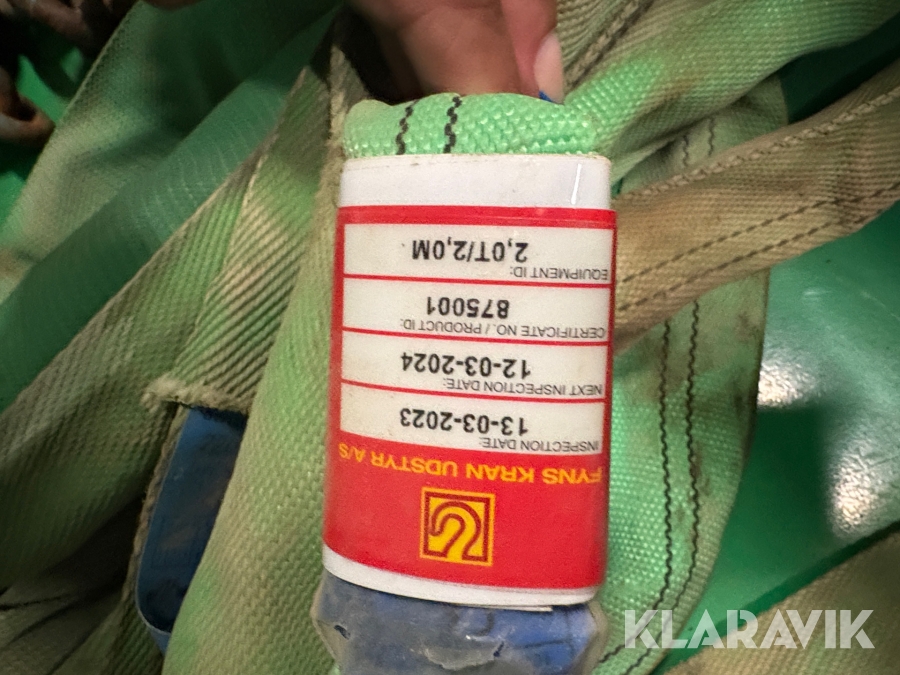 FYNS KRAN UDSTYR A/S
INSPECTION DATE:
13-03-2023
NEXT INSPECTION DATE:
12-03-2024
CERTIFICATE NO. / PRODUCT ID:
875001
EQUIPMENT ID:
2,0T/2,0M
KLARAVIK